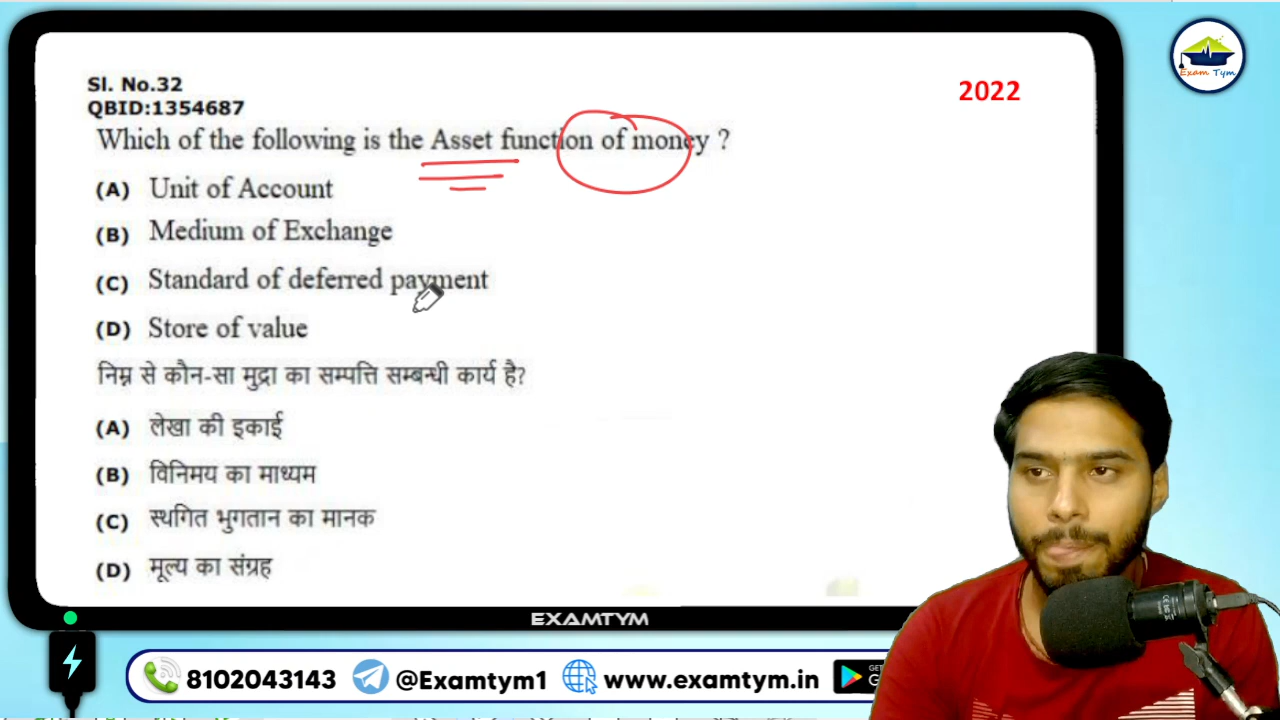 Sl. No.32
QBID:1354687
2022
Which of the following is the Asset function of money ?
(A) Unit of Account
(B) Medium of Exchange
(C) Standard of deferred payment
(D) Store of value
निम्न से कौन-सा मुद्रा का सम्पत्ति सम्बन्धी कार्य है?
(A) लेखा की इकाई
(B) विनिमय का माध्यम
(C) स्थगित भुगतान का मानक
(D) मूल्य का संग्रह
Exam Tym
EXAMTYM
8102043143 @Examtym1 www.examtym.in